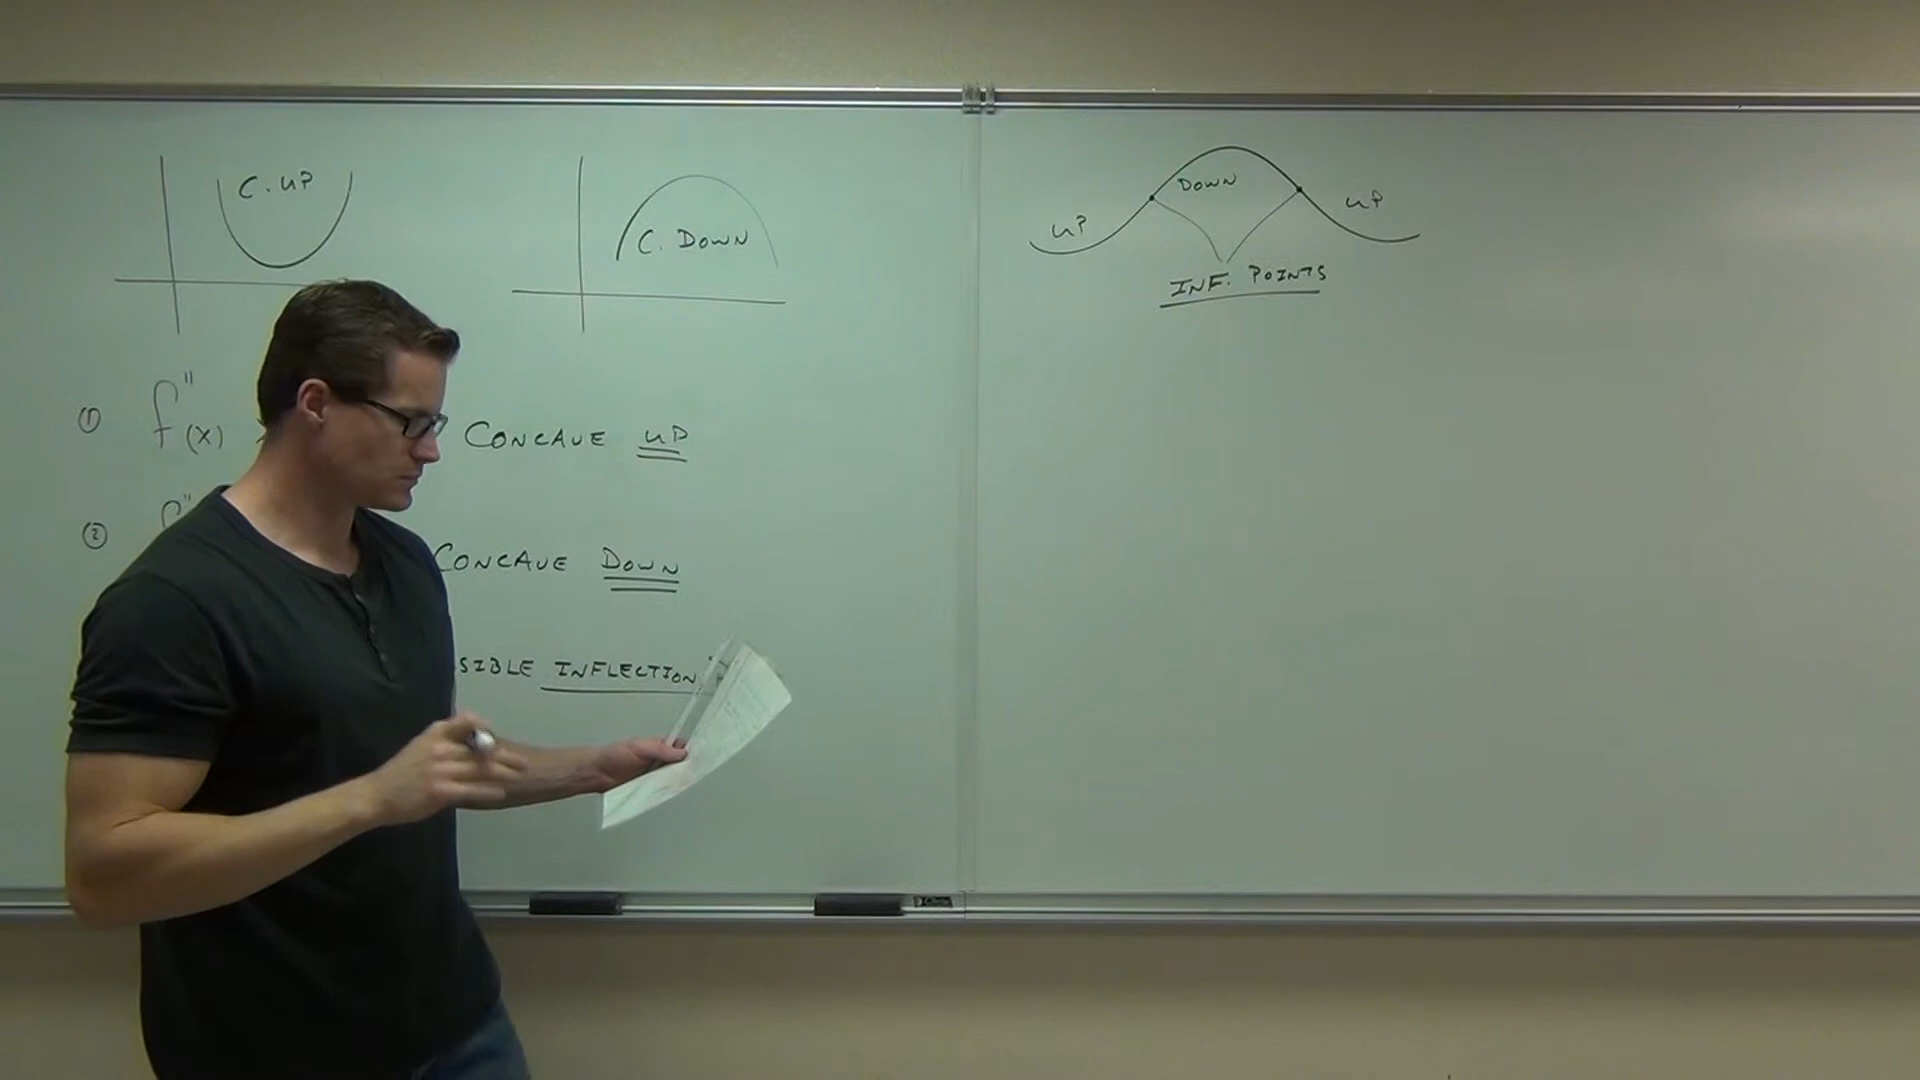 C. UP
C. DOWN
① f''(x) CONCAVE UP
② f'' CONCAVE DOWN
SIBLE INFLECTION
UP
DOWN
UP
INF. POINTS